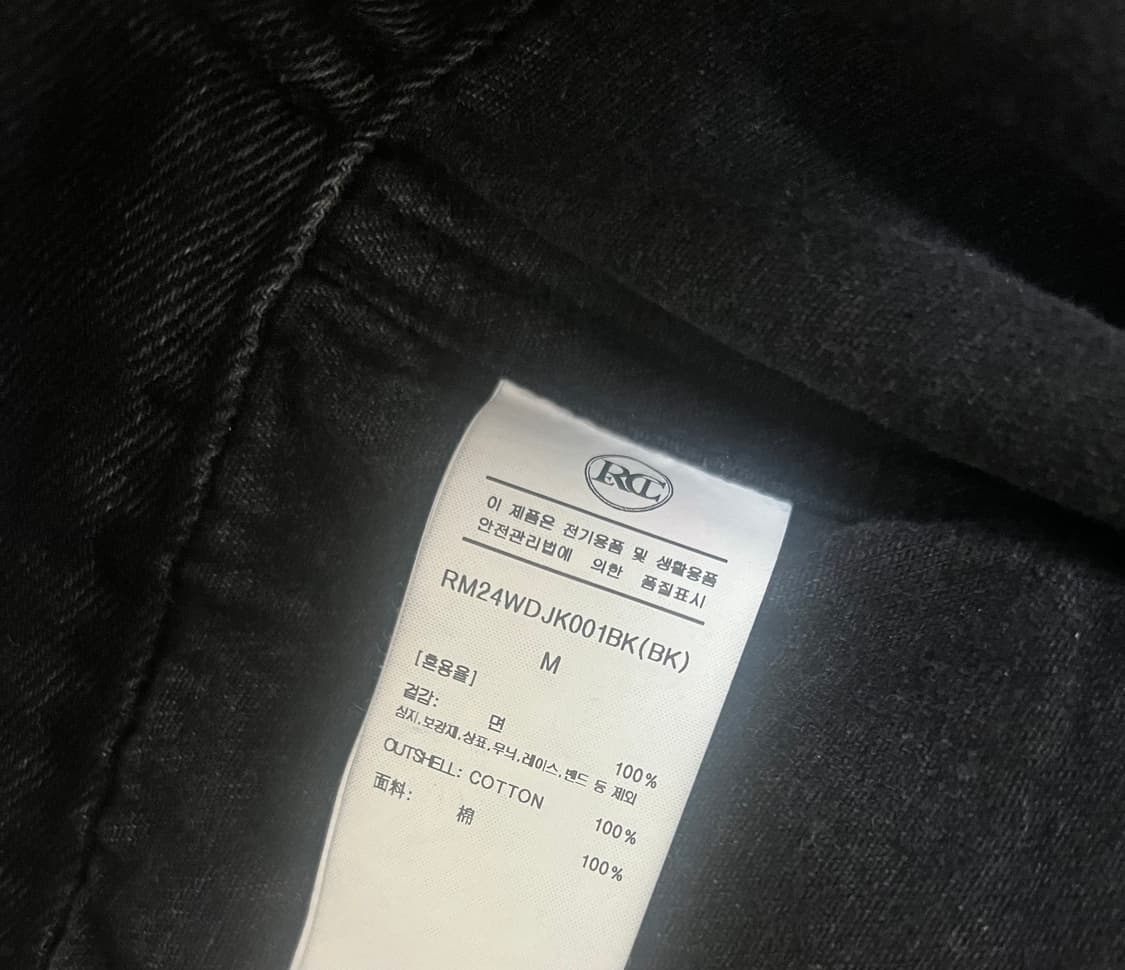 RCT
이 제품은 전기용품 및 생활용품
안전관리법에 의한 품질표시
RM24WDJK001BK(BK)
M
[혼용율]
겉감: 면 100%
심지,보강재,상표,무늬,레이스,밴드 등 제외
OUTSHELL: COTTON 100%
面料: 棉 100%